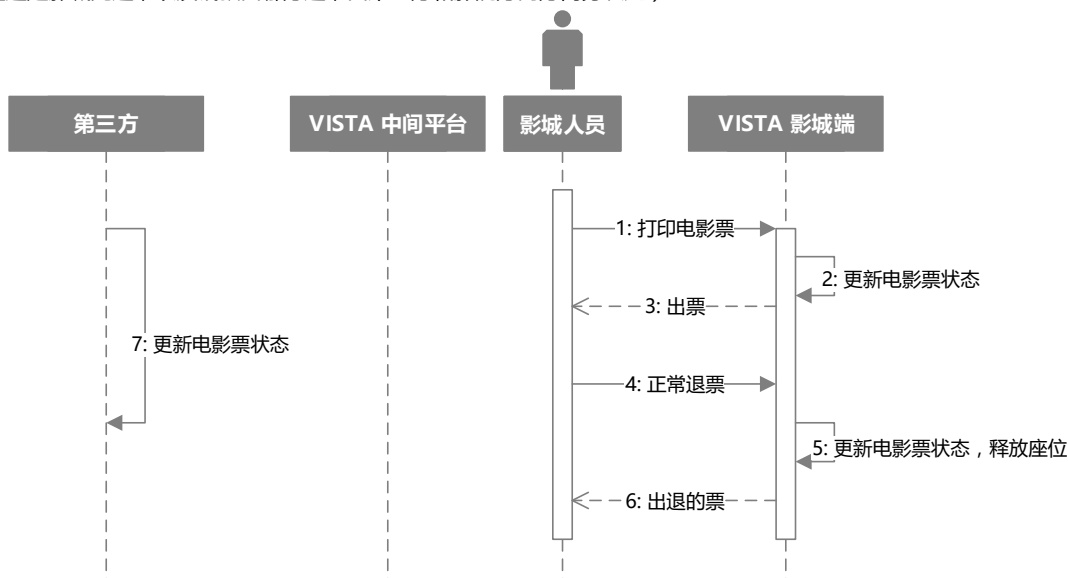 第三方
VISTA 中间平台
影城人员
VISTA 影城端
1: 打印电影票
2: 更新电影票状态
3: 出票
7: 更新电影票状态
4: 正常退票
5: 更新电影票状态，释放座位
6: 出退的票